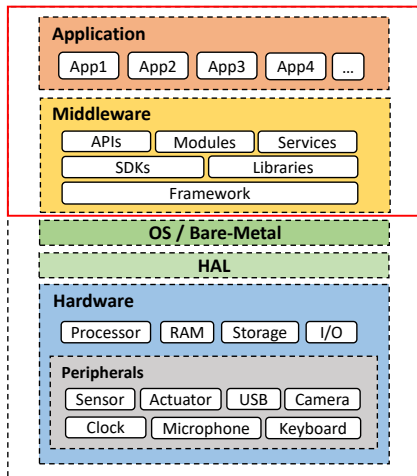 Application
App1 App2 App3 App4 ...
Middleware
APIs Modules Services
SDKs Libraries
Framework
OS / Bare-Metal
HAL
Hardware
Processor RAM Storage I/O
Peripherals
Sensor Actuator USB Camera
Clock Microphone Keyboard